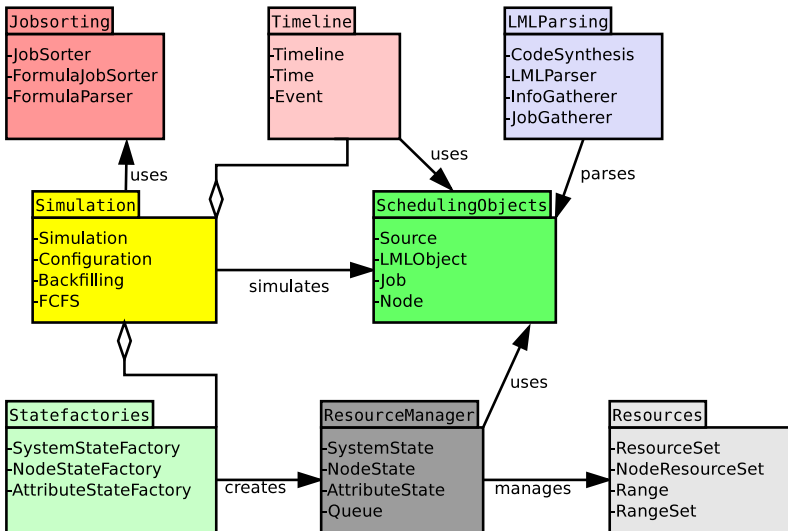 Jobsorting
-JobSorter
-FormulaJobSorter
-FormulaParser
Timeline
-Timeline
-Time
-Event
LMLParsing
-CodeSynthesis
-LMLParser
-InfoGatherer
-JobGatherer
uses
uses
parses
Simulation
-Simulation
-Configuration
-Backfilling
-FCFS
simulates
SchedulingObjects
-Source
-LMLObject
-Job
-Node
uses
Statefactories
-SystemStateFactory
-NodeStateFactory
-AttributeStateFactory
creates
ResourceManager
-SystemState
-NodeState
-AttributeState
-Queue
manages
Resources
-ResourceSet
-NodeResourceSet
-Range
-RangeSet